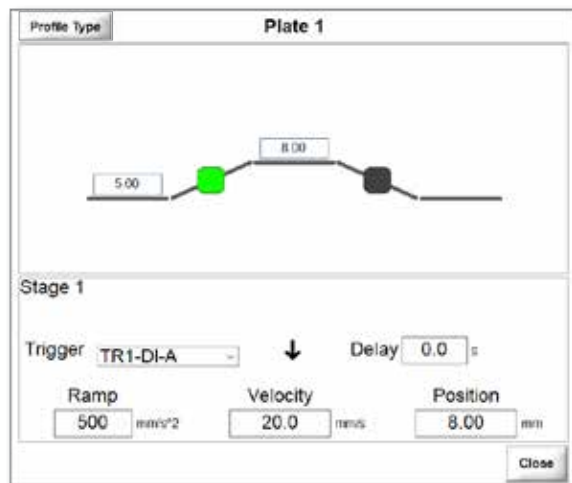 Profile Type Plate 1
8.00
5.00
Stage 1
Trigger TR1-DI-A Delay 0.0 s
Ramp Velocity Position
500 mm/s^2 20.0 mm/s 8.00 mm
Close